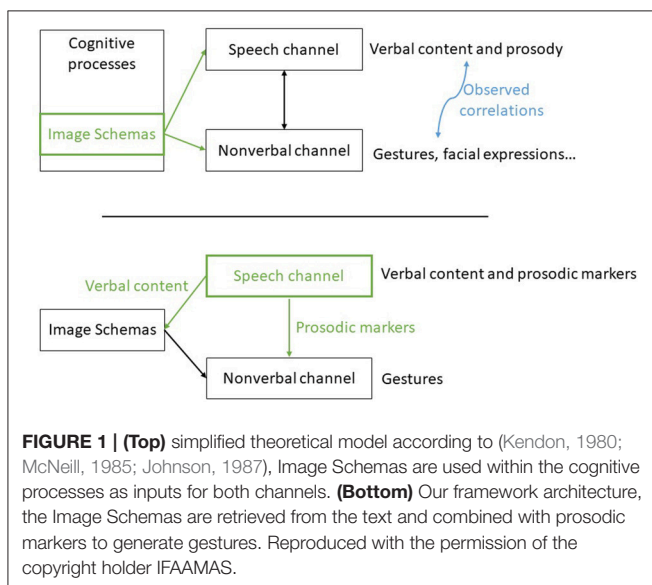 Cognitive
processes
Speech channel
Verbal content and prosody
Observed
correlations
Image Schemas
Nonverbal channel
Gestures, facial expressions...
Speech channel
Verbal content and prosodic markers
Verbal content
Image Schemas
Prosodic markers
Nonverbal channel
Gestures
FIGURE 1 | (Top) simplified theoretical model according to (Kendon, 1980;
McNeill, 1985; Johnson, 1987), Image Schemas are used within the cognitive
processes as inputs for both channels. (Bottom) Our framework architecture,
the Image Schemas are retrieved from the text and combined with prosodic
markers to generate gestures. Reproduced with the permission of the
copyright holder IFAAMAS.